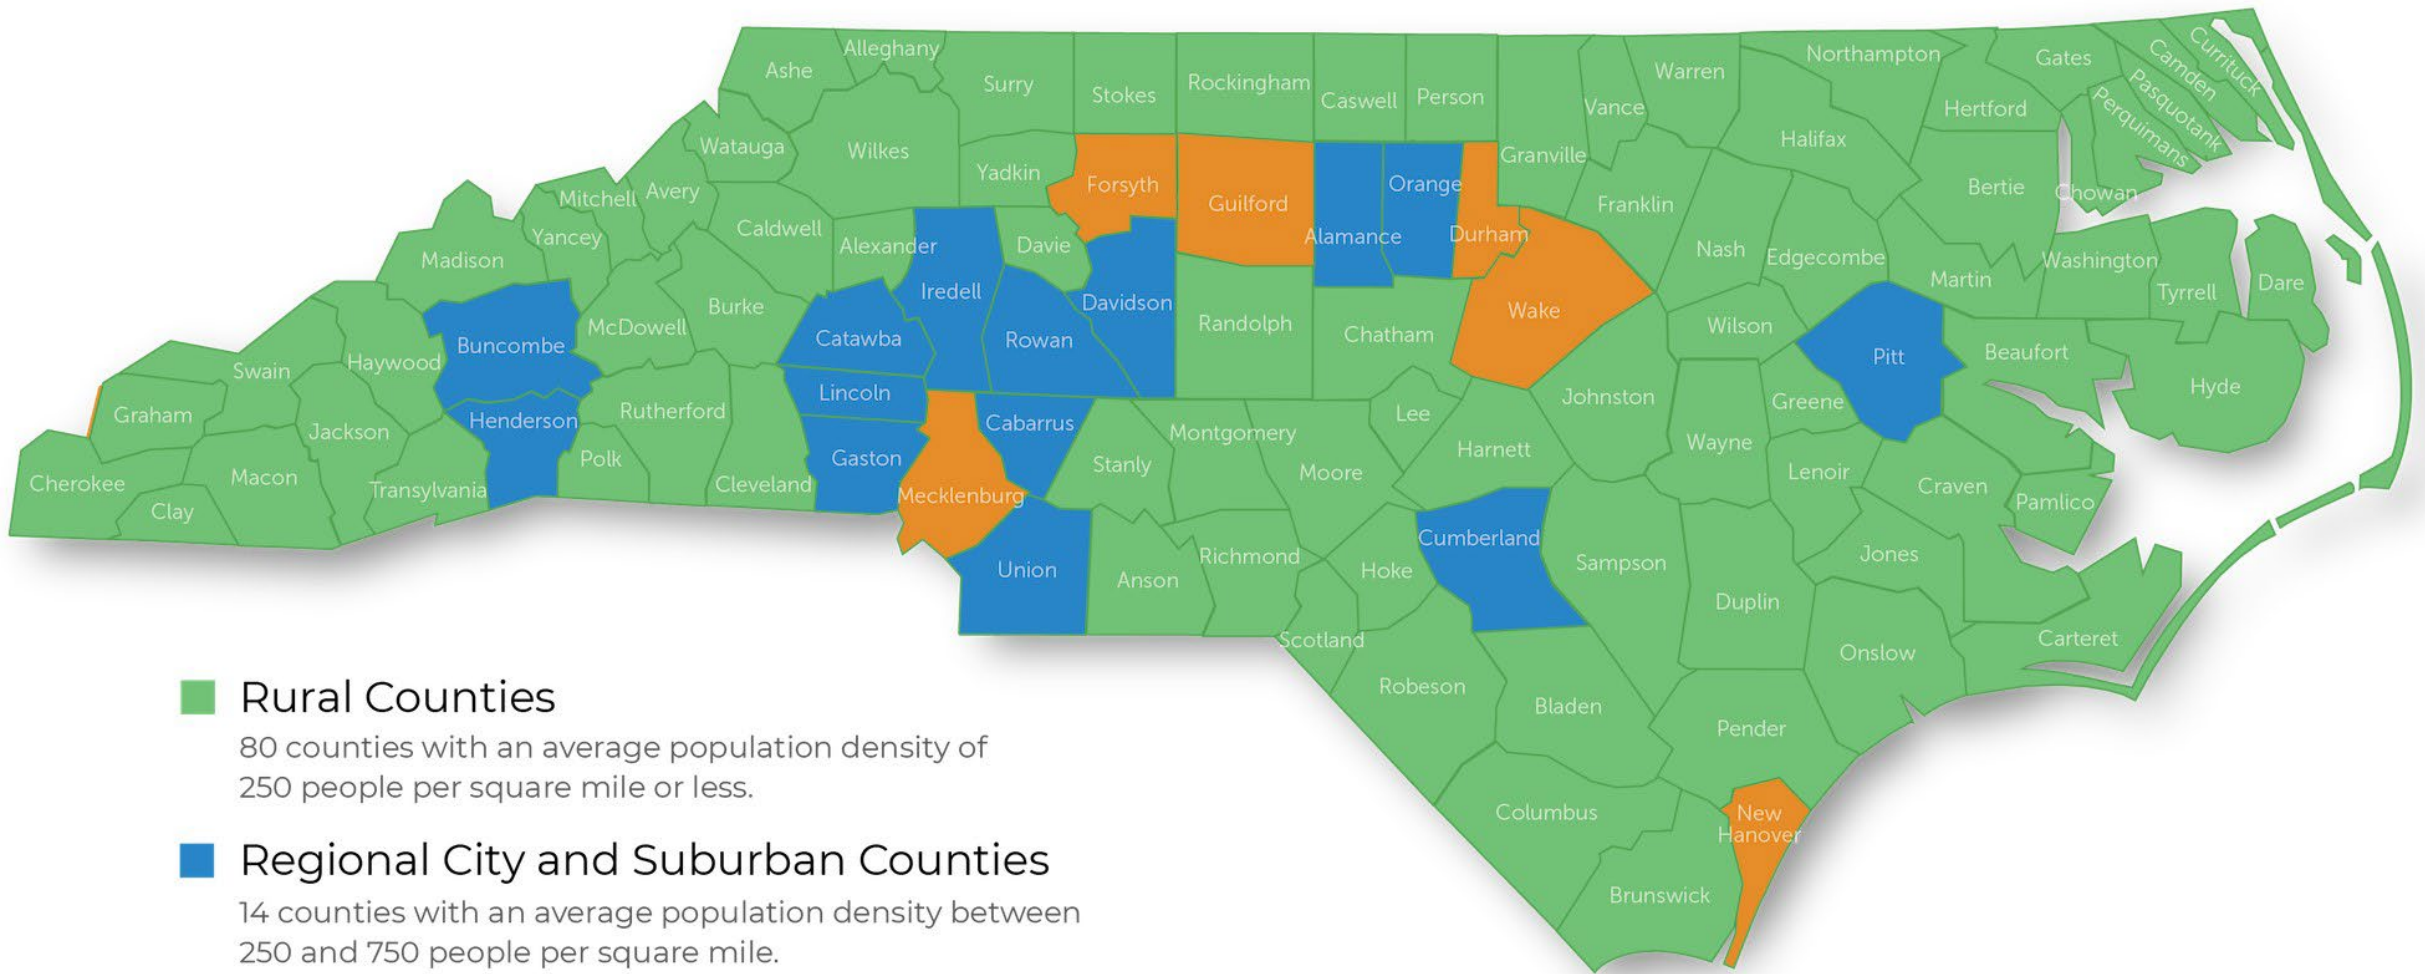 Alleghany
Northampton
Currituck
Gates
Camden
Ashe
Surry
Rockingham
Warren
Stokes
Caswell
Person
Vance
Hertford
Pasquotank
Perquimans
Halifax
Watauga
Wilkes
Granville
Yadkin
Forsyth
Orange
Bertie
Chowan
Mitchell
Avery
Guilford
Franklin
Caldwell
Yancey
Alamance
Durham
Alexander
Davie
Nash
Edgecombe
Madison
Washington
Martin
Dare
Tyrrell
Iredell
Davidson
Burke
Wake
McDowell
Randolph
Wilson
Chatham
Catawba
Rowan
Buncombe
Pitt
Beaufort
Haywood
Swain
Hyde
Lincoln
Johnston
Greene
Graham
Rutherford
Lee
Henderson
Cabarrus
Jackson
Montgomery
Wayne
Harnett
Gaston
Polk
Stanly
Moore
Lenoir
Macon
Cherokee
Cleveland
Craven
Transylvania
Mecklenburg
Pamlico
Clay
Cumberland
Richmond
Jones
Sampson
Union
Hoke
Anson
Duplin
Scotland
Carteret
Onslow
Robeson
Bladen
Pender
Columbus
New
Hanover
Brunswick
Rural Counties
80 counties with an average population density of
250 people per square mile or less.
Regional City and Suburban Counties
14 counties with an average population density between
250 and 750 people per square mile.